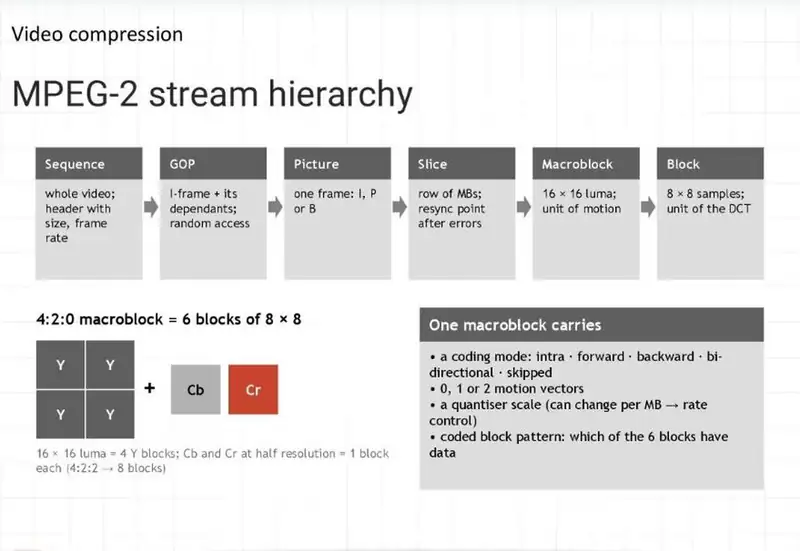 Video compression
MPEG-2 stream hierarchy
Sequence
whole video;
header with
size, frame
rate
GOP
I-frame + its
dependants;
random access
Picture
one frame: I, P
or B
Slice
row of MBs;
resync point
after errors
Macroblock
16 × 16 luma;
unit of motion
Block
8 × 8 samples;
unit of the DCT
4:2:0 macroblock = 6 blocks of 8 × 8
Y Y
Y Y
+
Cb
Cr
16 × 16 luma = 4 Y blocks; Cb and Cr at half resolution = 1 block
each (4:2:2 → 8 blocks)
One macroblock carries
• a coding mode: intra · forward · backward · bi-
directional · skipped
• 0, 1 or 2 motion vectors
• a quantiser scale (can change per MB → rate
control)
• coded block pattern: which of the 6 blocks have
data